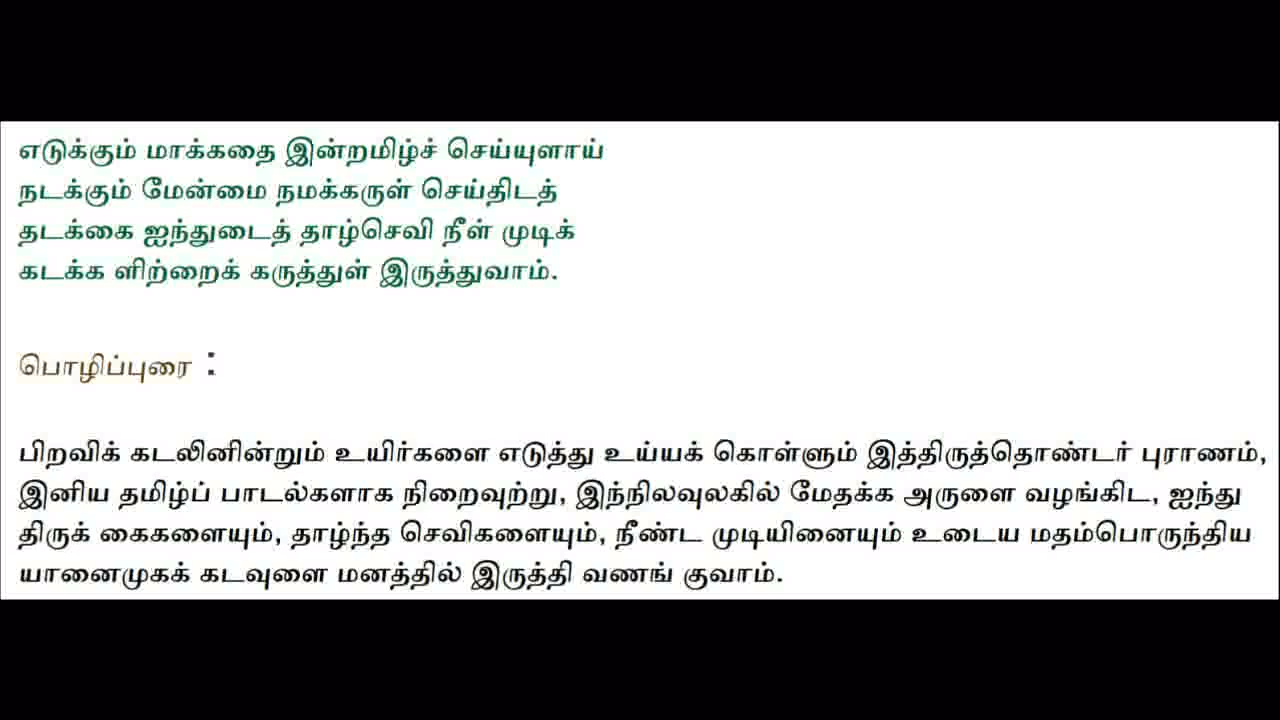 எடுக்கும் மாக்கதை இன்றமிழ்ச் செய்யுளாய்
நடக்கும் மேன்மை நமக்கருள் செய்திடத்
தடக்கை ஐந்துடைத் தாழ்செவி நீள் முடிக்
கடக்க ளிற்றைக் கருத்துள் இருத்துவாம்.
பொழிப்புரை :
பிறவிக் கடலினின்றும் உயிர்களை எடுத்து உய்யக் கொள்ளும் இத்திருத்தொண்டர் புராணம்,
இனிய தமிழ்ப் பாடல்களாக நிறைவுற்று, இந்நிலவுலகில் மேதக்க அருளை வழங்கிட, ஐந்து
திருக் கைகளையும், தாழ்ந்த செவிகளையும், நீண்ட முடியினையும் உடைய மதம்பொருந்திய
யானைமுகக் கடவுளை மனத்தில் இருத்தி வணங் குவாம்.